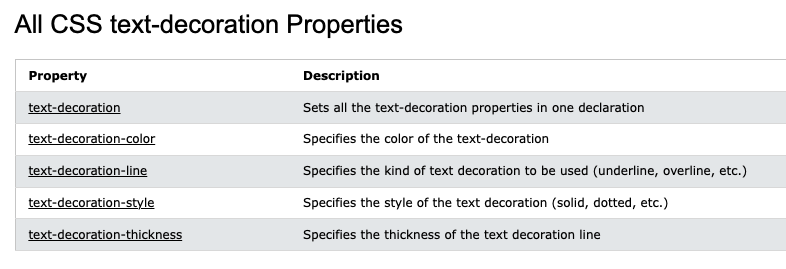 All CSS text-decoration Properties
Property Description
text-decoration Sets all the text-decoration properties in one declaration
text-decoration-color Specifies the color of the text-decoration
text-decoration-line Specifies the kind of text decoration to be used (underline, overline, etc.)
text-decoration-style Specifies the style of the text decoration (solid, dotted, etc.)
text-decoration-thickness Specifies the thickness of the text decoration line